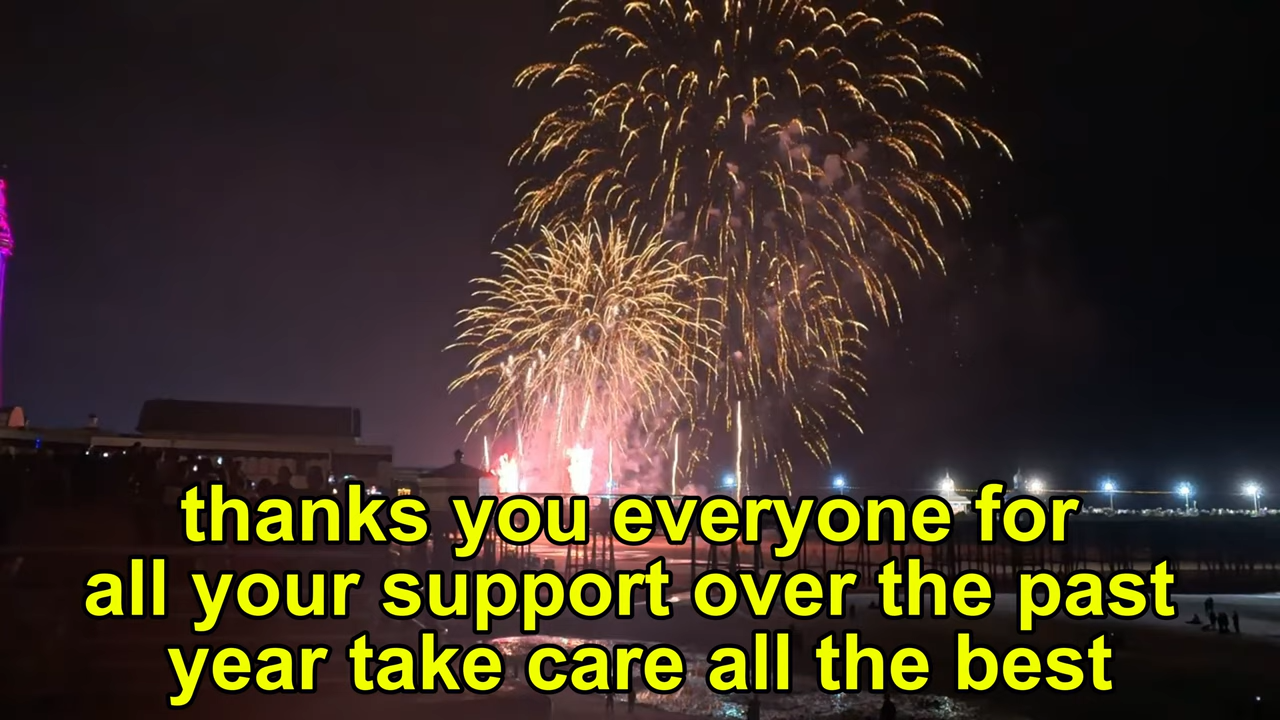 thanks you everyone for
all your support over the past
year take care all the best